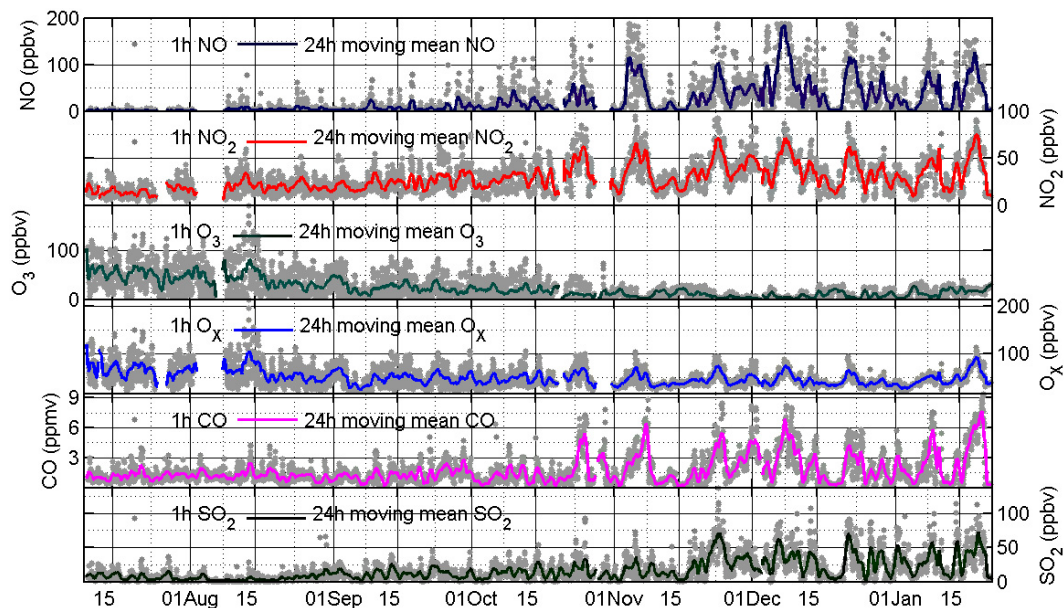 200
100
0
NO (ppbv)
1h NO 24h moving mean NO
100
50
0
NO₂ (ppbv)
1h NO₂ 24h moving mean NO₂
100
0
O₃ (ppbv)
1h O₃ 24h moving mean O₃
200
100
0
Oₓ (ppbv)
1h Oₓ 24h moving mean Oₓ
9
6
3
CO (ppmv)
1h CO 24h moving mean CO
100
50
0
SO₂ (ppbv)
1h SO₂ 24h moving mean SO₂
15 01Aug 15 01Sep 15 01Oct 15 01Nov 15 01Dec 15 01Jan 15